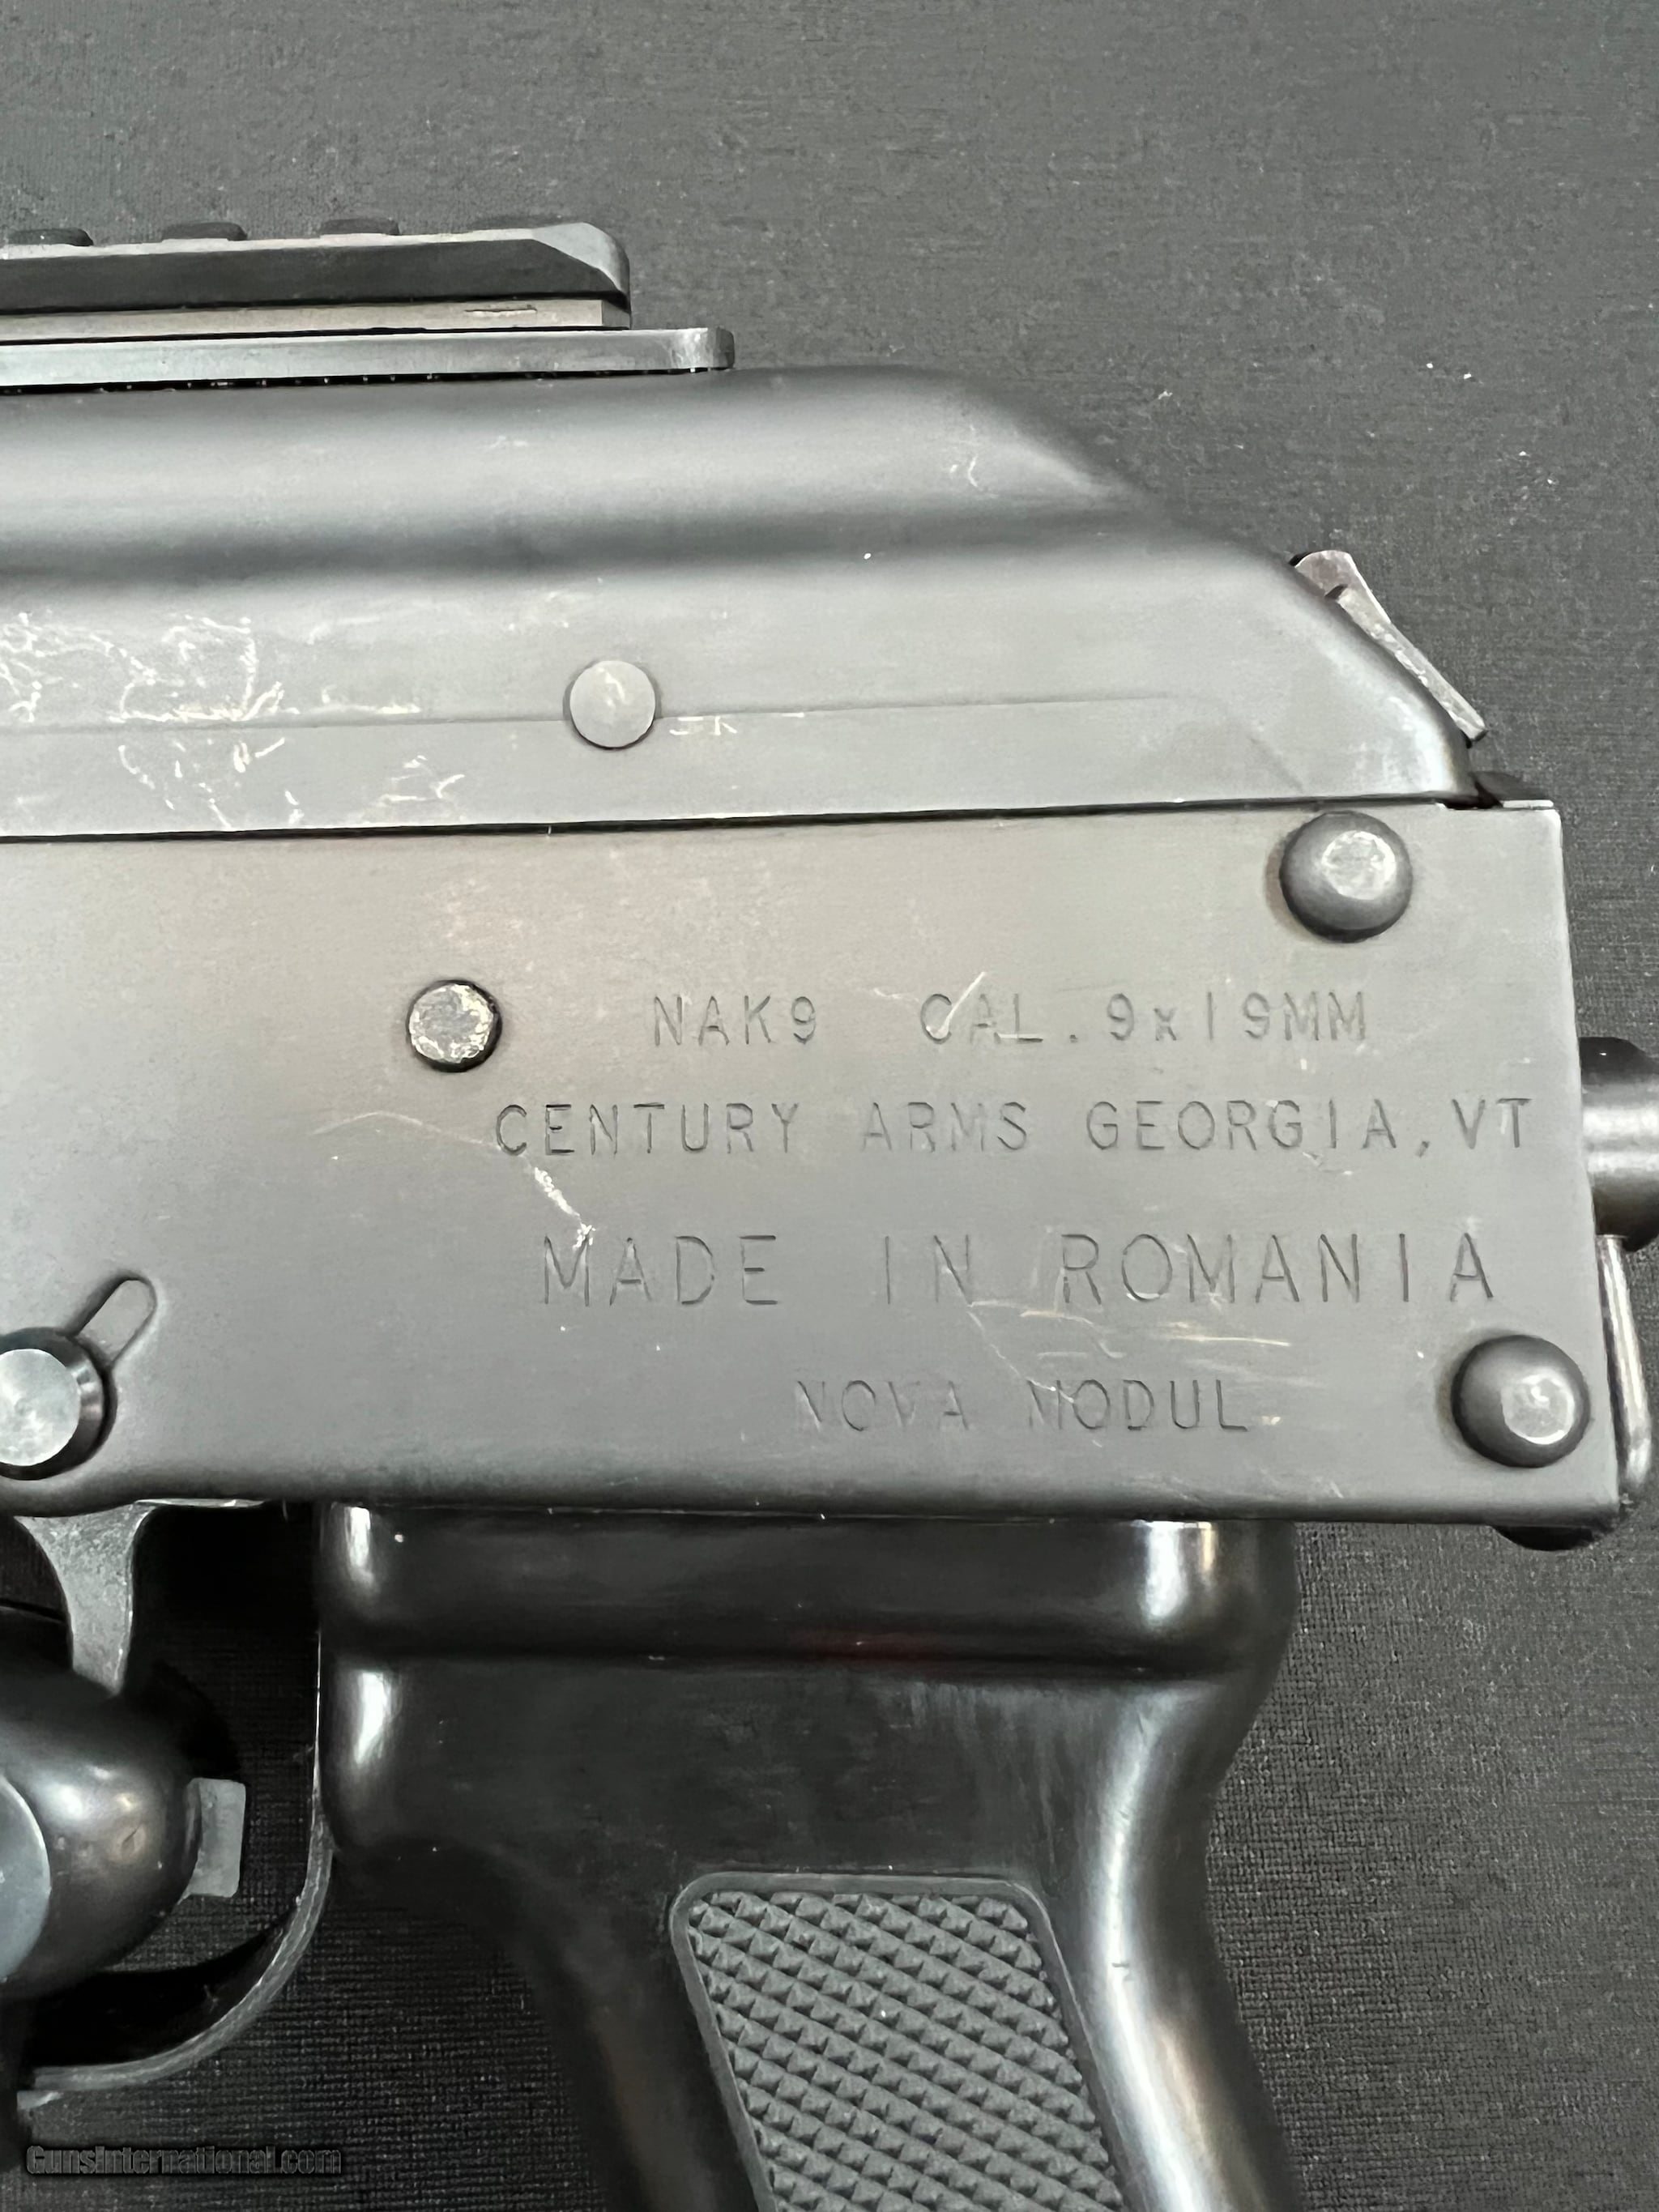 NAK9 CAL.9x19MM
CENTURY ARMS GEORGIA,VT
MADE IN ROMANIA
NOVA MODUL
GunsInternational.com